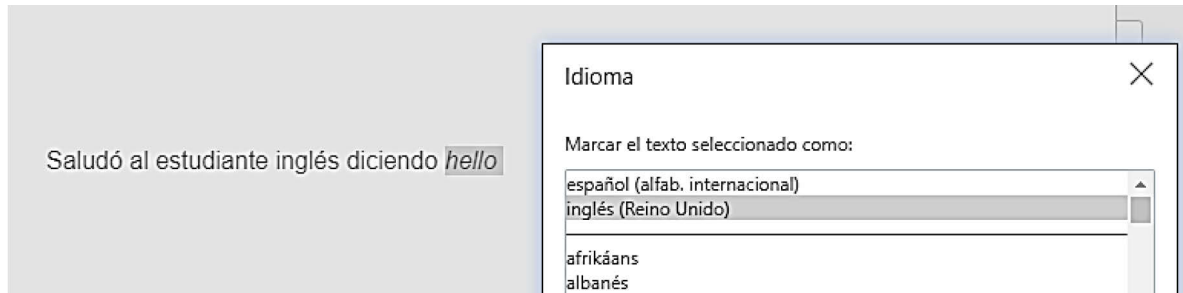 Saludó al estudiante inglés diciendo hello
Idioma
Marcar el texto seleccionado como:
español (alfab. internacional)
inglés (Reino Unido)
afrikáans
albanés